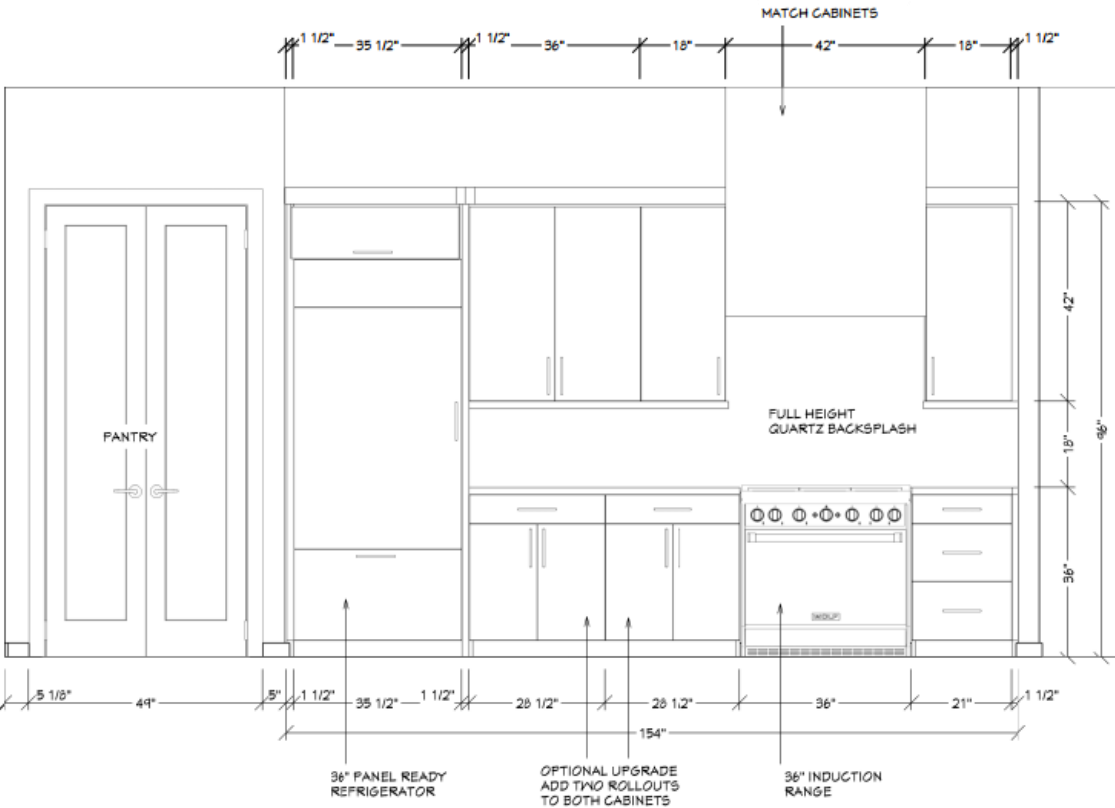 MATCH CABINETS
1 1/2" 35 1/2" 1 1/2" 36" 18" 42" 18" 1 1/2"
42"
FULL HEIGHT
QUARTZ BACKSPLASH
PANTRY
18"
96"
36"
WOLF
5 1/8" 49" 5" 1 1/2" 35 1/2" 1 1/2" 28 1/2" 28 1/2" 36" 21" 1 1/2"
154"
36" PANEL READY
REFRIGERATOR
OPTIONAL UPGRADE
ADD TWO ROLLOUTS
TO BOTH CABINETS
36" INDUCTION
RANGE